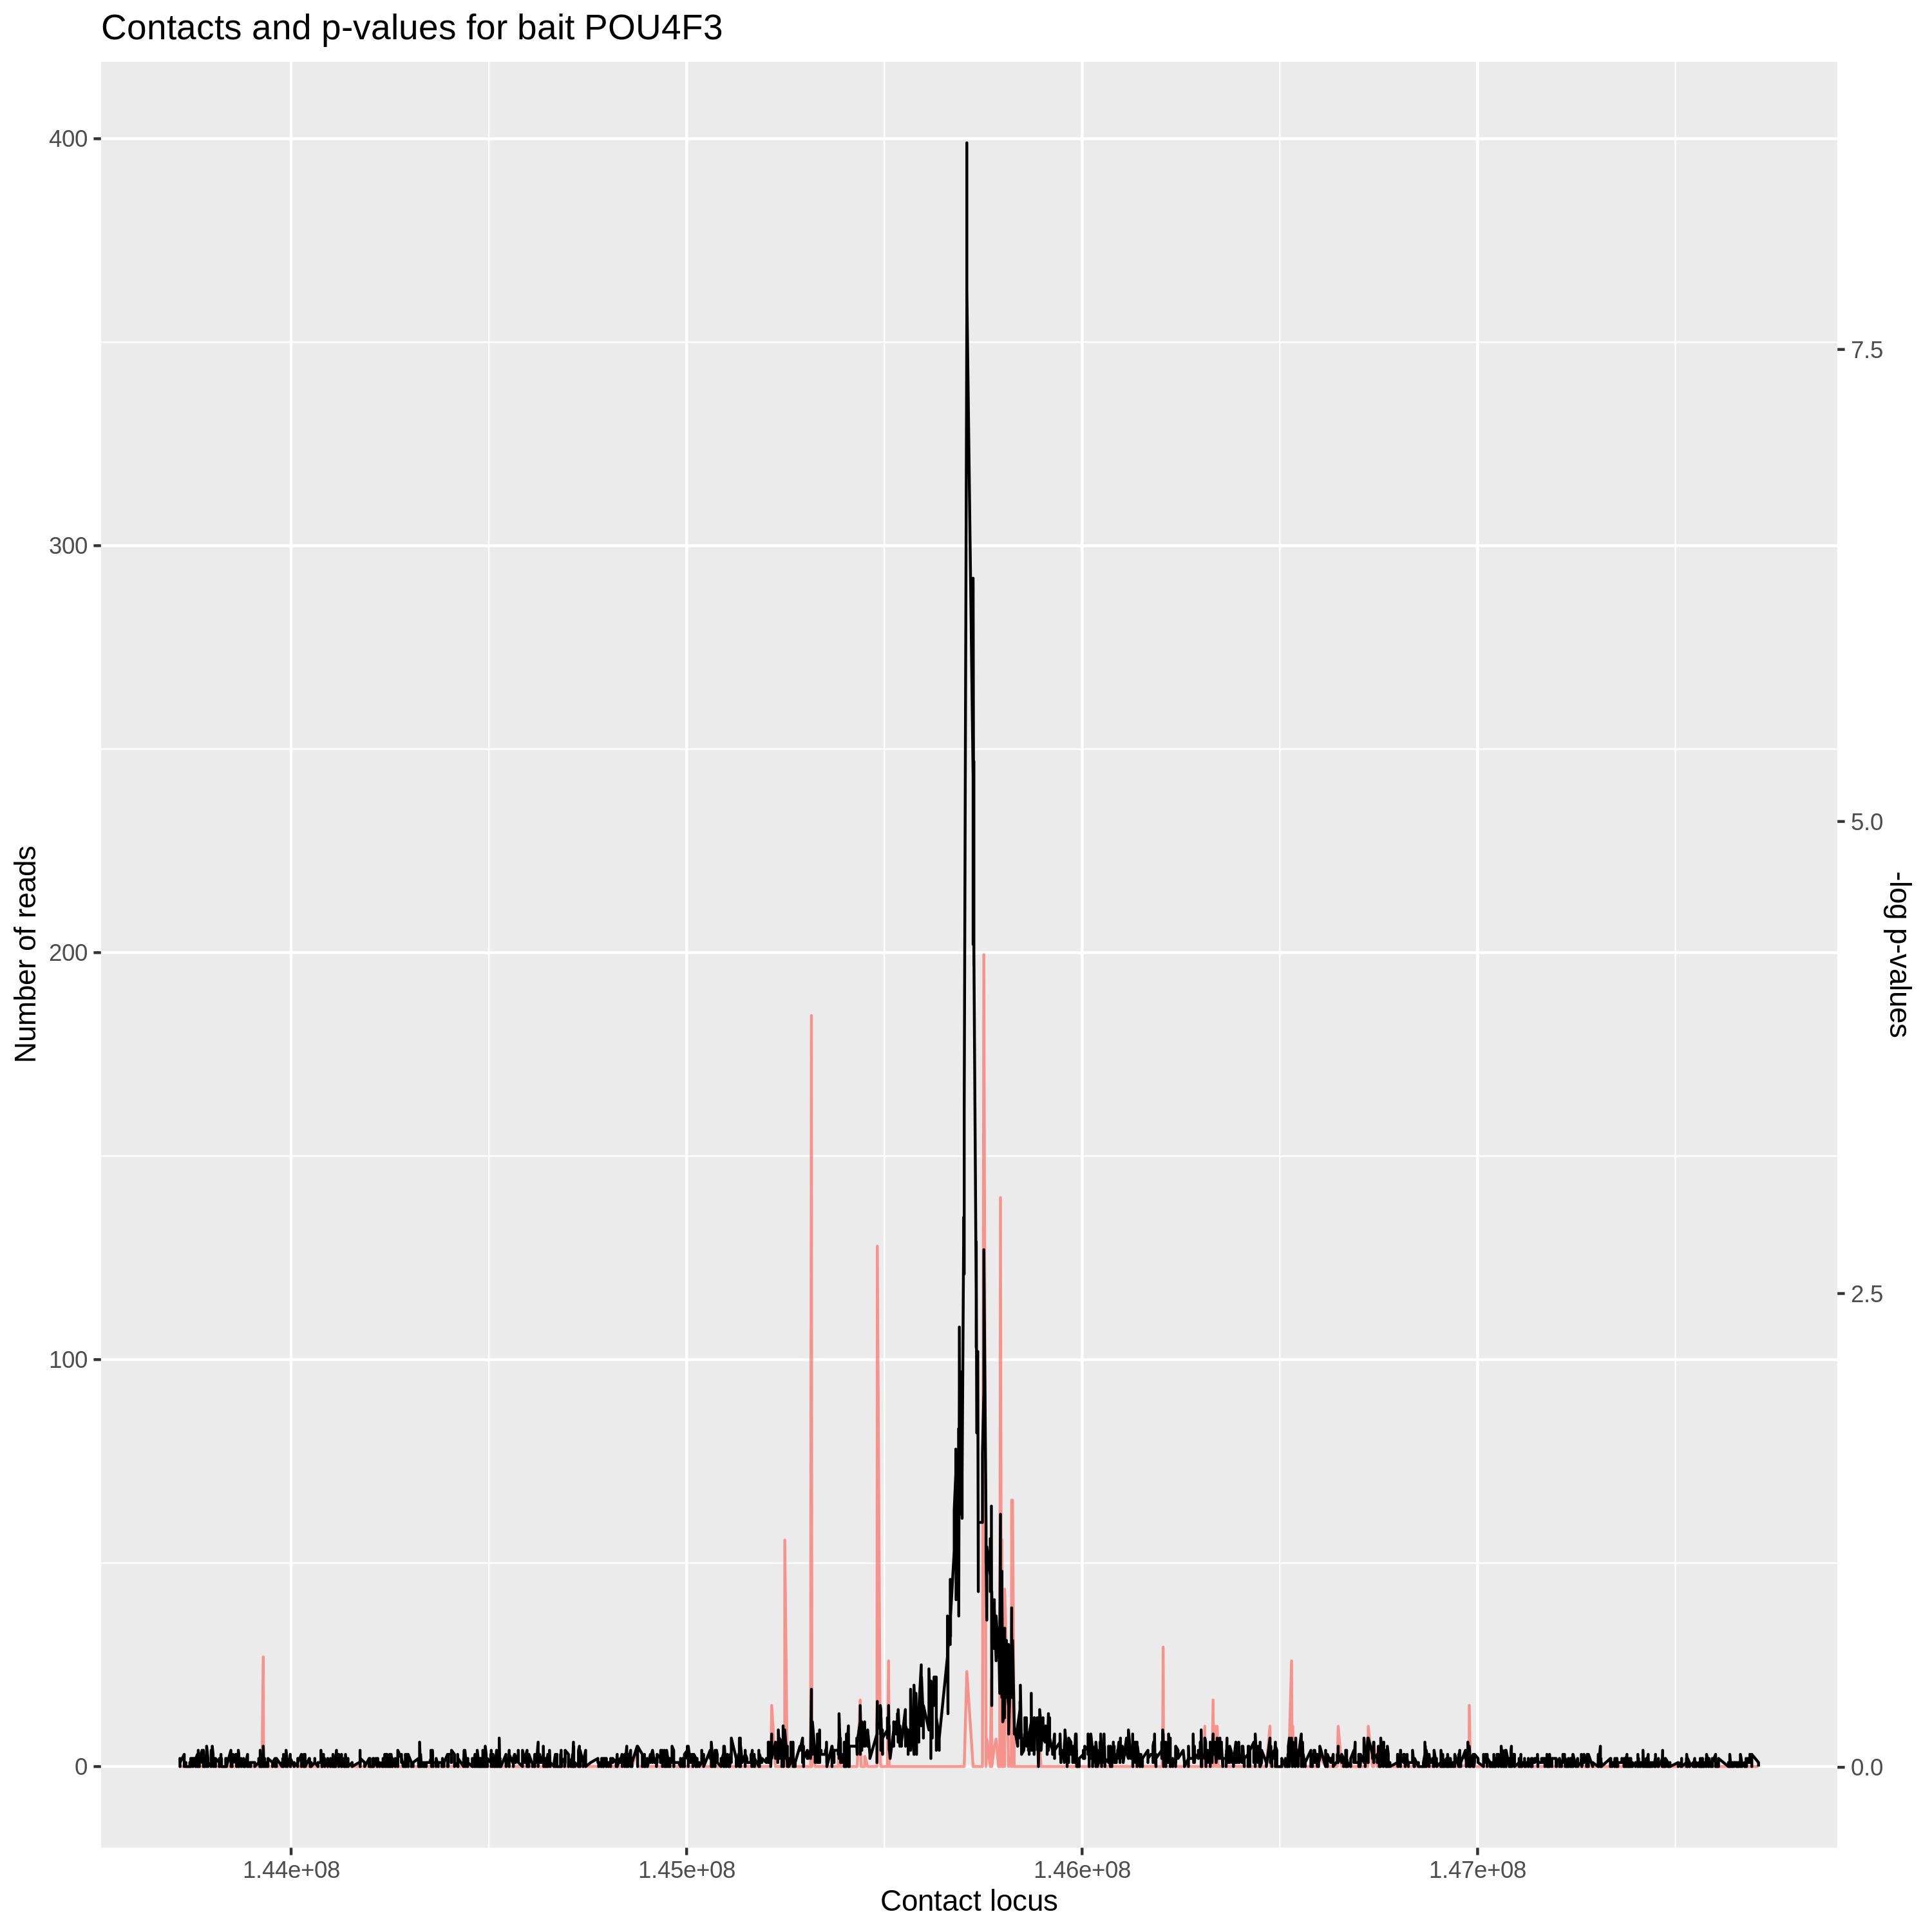 Contacts and p-values for bait POU4F3
400
300
200
100
0
Number of reads
7.5
5.0
2.5
0.0
-log p-values
1.44e+08 1.45e+08 1.46e+08 1.47e+08
Contact locus